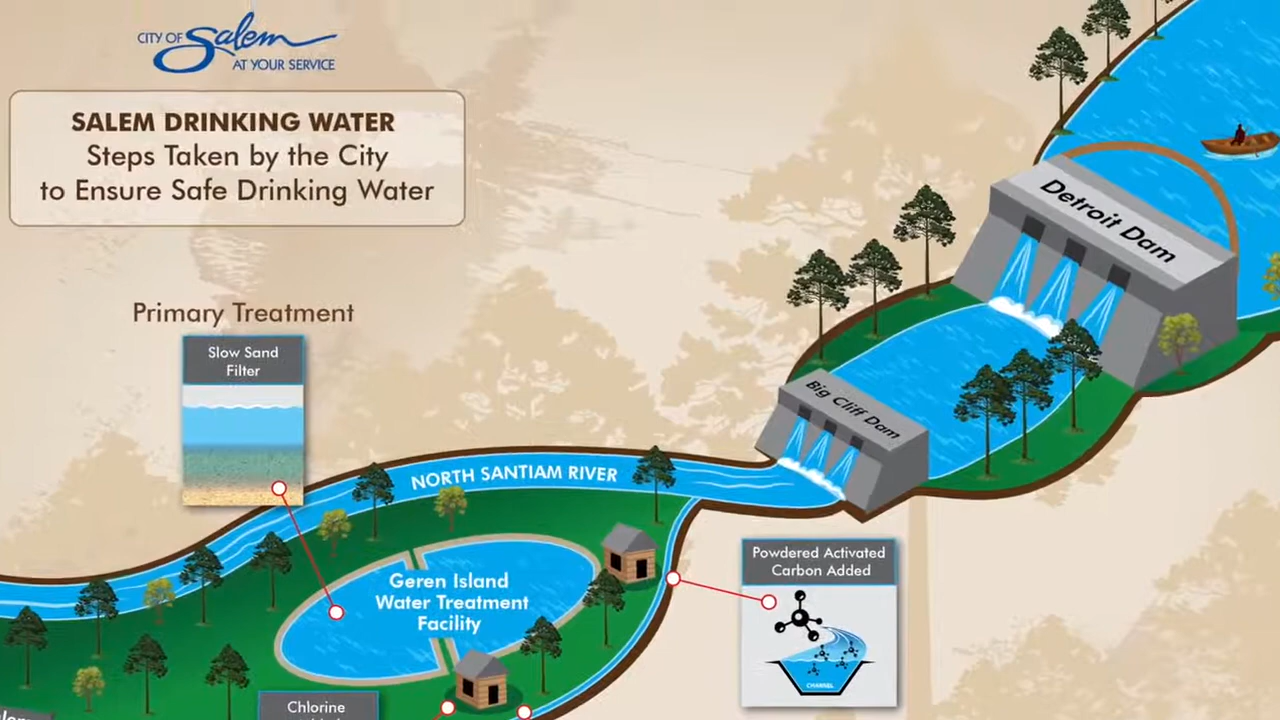 CITY OF Salem
AT YOUR SERVICE
SALEM DRINKING WATER
Steps Taken by the City
to Ensure Safe Drinking Water
Detroit Dam
Primary Treatment
Slow Sand
Filter
Big Cliff Dam
NORTH SANTIAM RIVER
Powdered Activated
Carbon Added
Geren Island
Water Treatment
Facility
CHANNEL
Chlorine